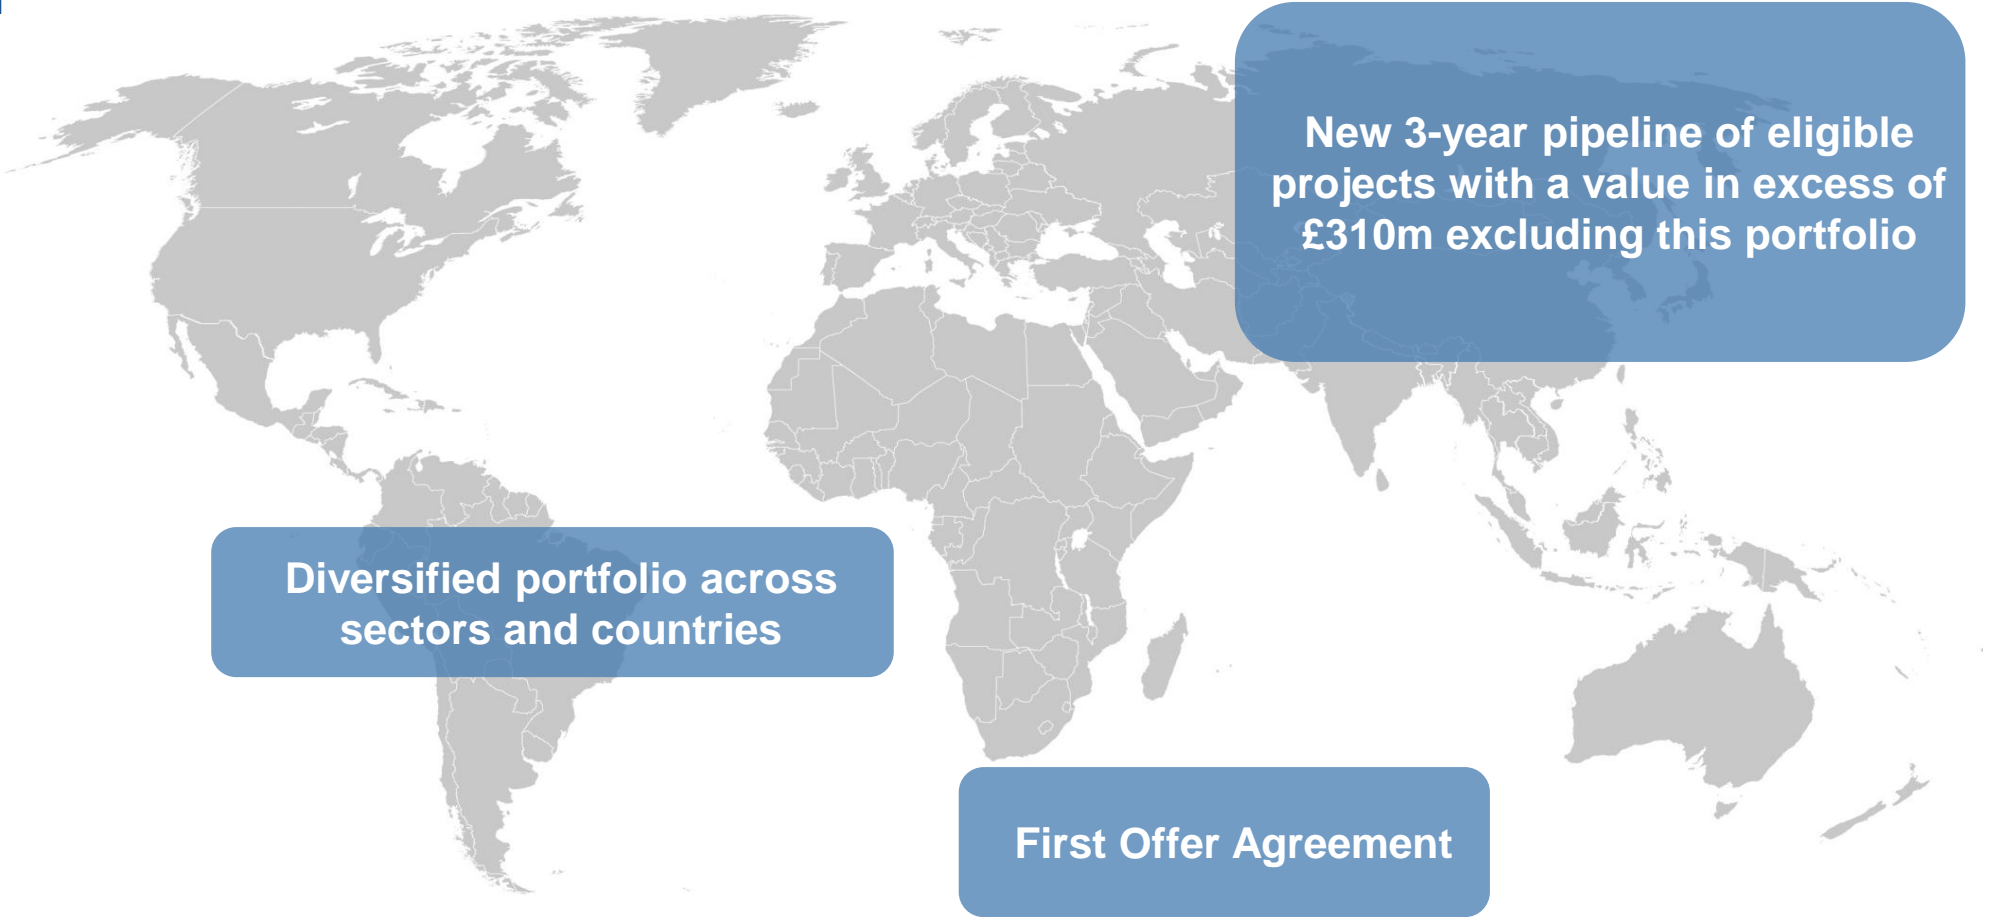 New 3-year pipeline of eligible
projects with a value in excess of
£310m excluding this portfolio
Diversified portfolio across
sectors and countries
First Offer Agreement